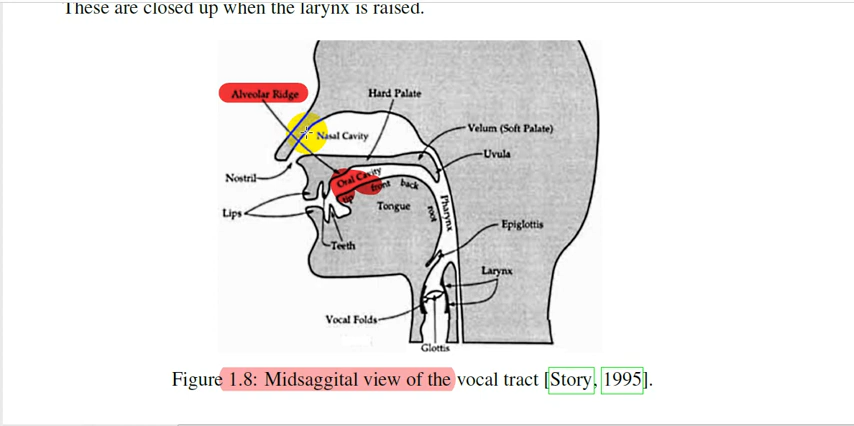 These are closed up when the larynx is raised.
Alveolar Ridge
Hard Palate
Nasal Cavity
Velum (Soft Palate)
Uvula
Nostril
Oral Cavity
front
back
tip
Tongue
root
Pharynx
Lips
Epiglottis
Teeth
Larynx
Vocal Folds
Glottis
Figure 1.8: Midsaggital view of the vocal tract [Story, 1995].